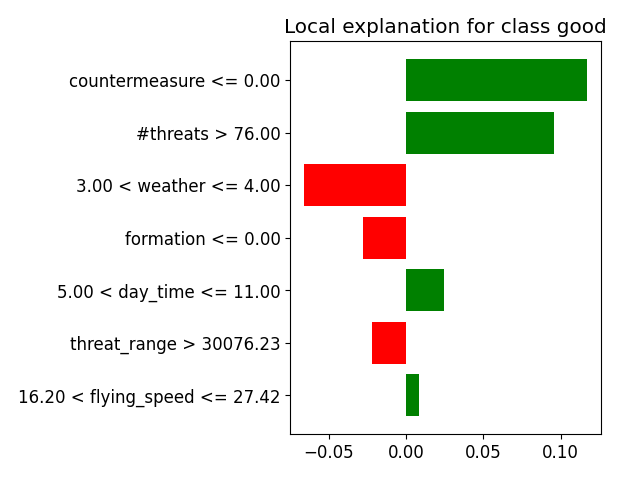 Local explanation for class good
countermeasure <= 0.00
#threats > 76.00
3.00 < weather <= 4.00
formation <= 0.00
5.00 < day_time <= 11.00
threat_range > 30076.23
16.20 < flying_speed <= 27.42
−0.05 0.00 0.05 0.10